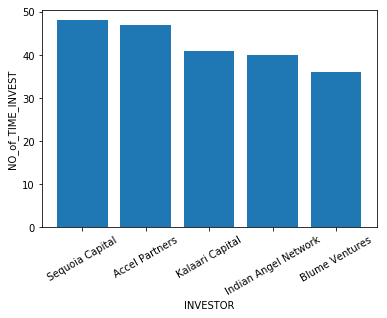 50
40
30
20
10
0
NO_of_TIME_INVEST
Sequoia Capital
Accel Partners
Kalaari Capital
Indian Angel Network
Blume Ventures
INVESTOR